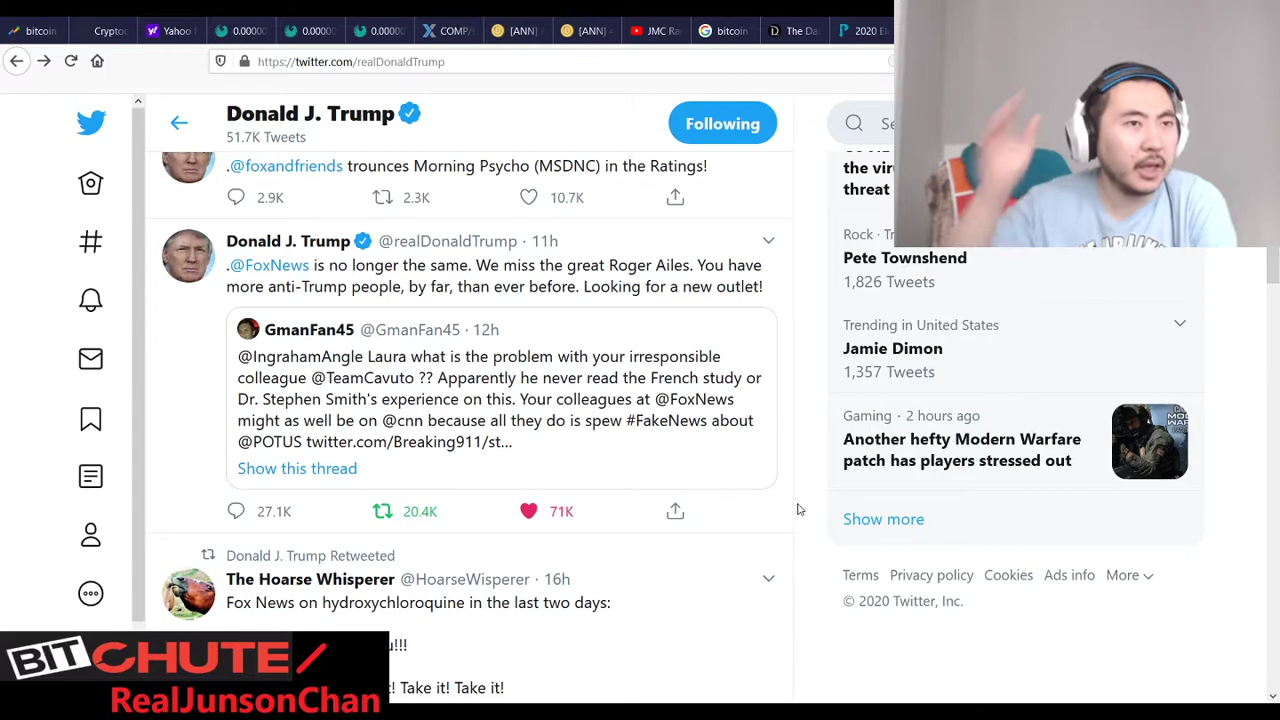 bitcoin
Cryptoc
Yahoo
0.00000
0.00000
0.00000
COMP/
[ANN]
[ANN]
JMC Ra
bitcoin
The Da
2020 El
https://twitter.com/realDonaldTrump
Donald J. Trump
51.7K Tweets
Following
Se
.@foxandfriends trounces Morning Psycho (MSDNC) in the Ratings!
2.9K 2.3K 10.7K
Donald J. Trump @realDonaldTrump · 11h
.@FoxNews is no longer the same. We miss the great Roger Ailes. You have
more anti-Trump people, by far, than ever before. Looking for a new outlet!
GmanFan45 @GmanFan45 · 12h
@IngrahamAngle Laura what is the problem with your irresponsible
colleague @TeamCavuto ?? Apparently he never read the French study or
Dr. Stephen Smith's experience on this. Your colleagues at @FoxNews
might as well be on @cnn because all they do is spew #FakeNews about
@POTUS twitter.com/Breaking911/st...
Show this thread
27.1K 20.4K 71K
Donald J. Trump Retweeted
The Hoarse Whisperer @HoarseWisperer · 16h
Fox News on hydroxychloroquine in the last two days:
!!!
! Take it! Take it!
the vir
threat
Rock · Tr
Pete Townshend
1,826 Tweets
Trending in United States
Jamie Dimon
1,357 Tweets
Gaming · 2 hours ago
Another hefty Modern Warfare
patch has players stressed out
Show more
Terms Privacy policy Cookies Ads info More
© 2020 Twitter, Inc.
BITCHUTE/
RealJunsonChan